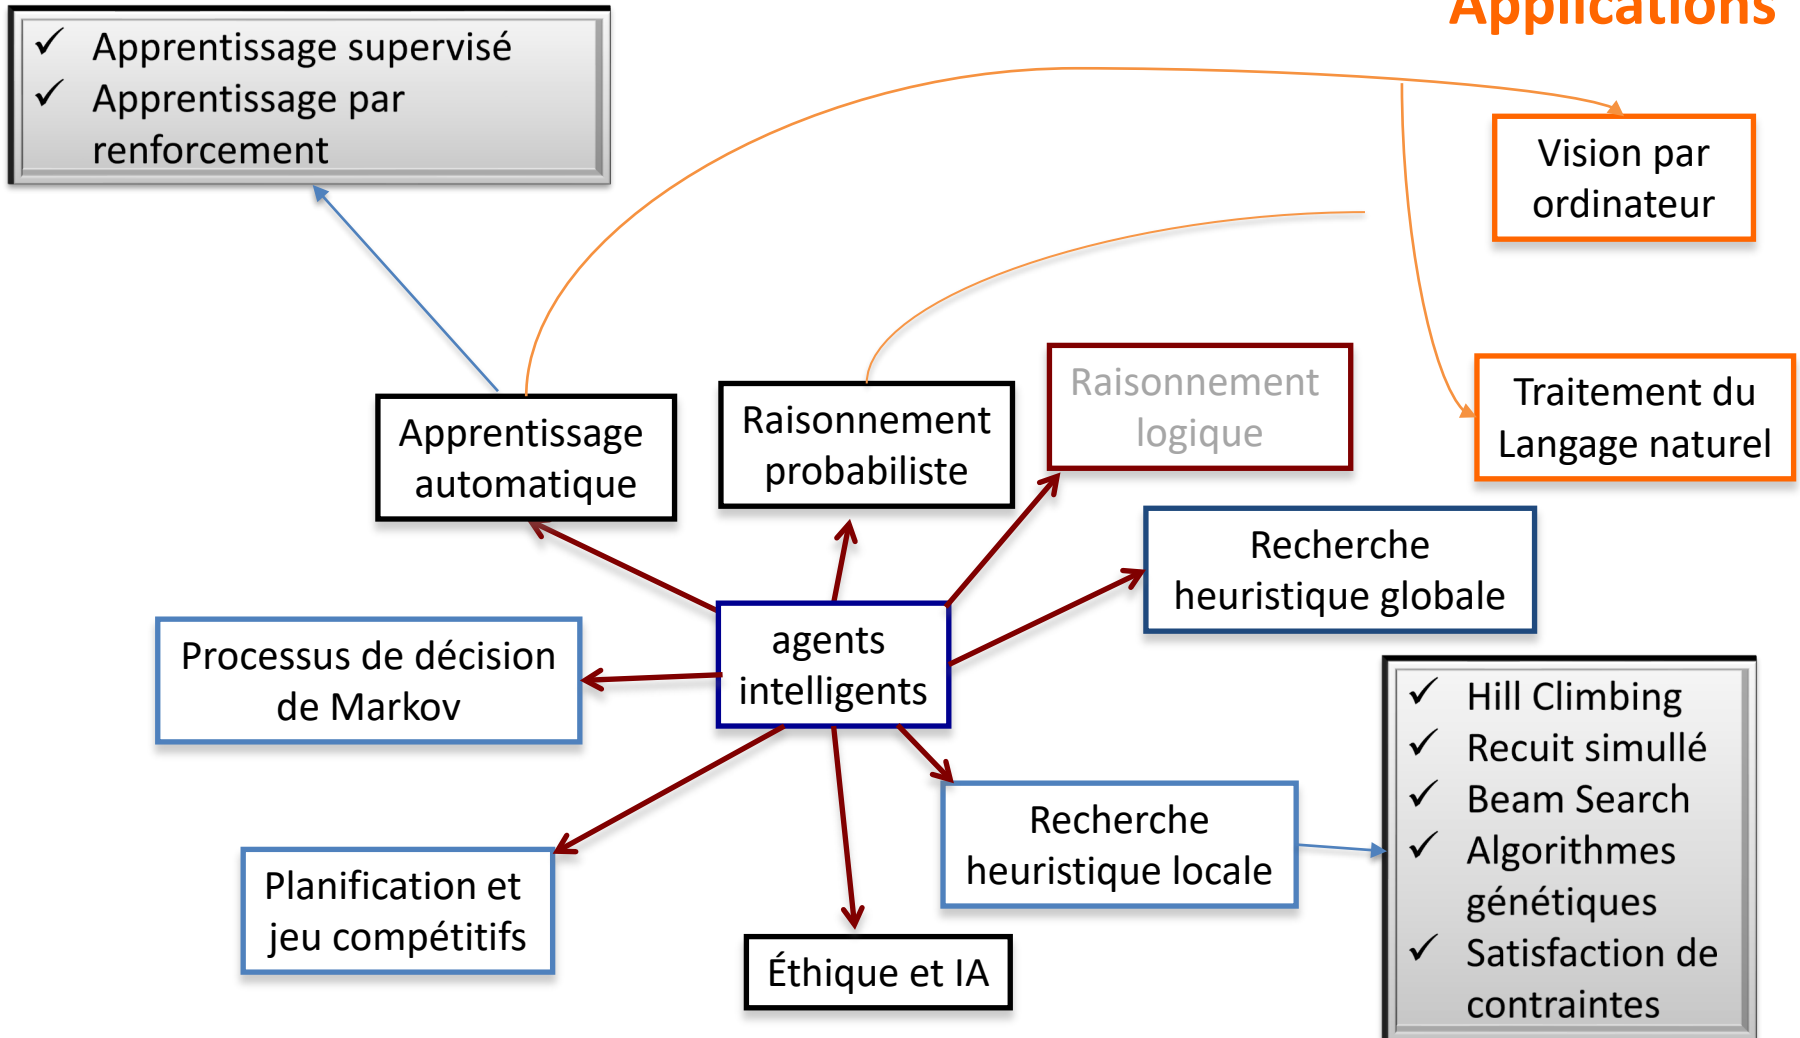 Applications
✓ Apprentissage supervisé
✓ Apprentissage par
renforcement
Vision par
ordinateur
Raisonnement
logique
Traitement du
Langage naturel
Raisonnement
probabiliste
Apprentissage
automatique
Recherche
heuristique globale
agents
intelligents
Processus de décision
de Markov
✓ Hill Climbing
✓ Recuit simullé
✓ Beam Search
✓ Algorithmes
génétiques
✓ Satisfaction de
contraintes
Recherche
heuristique locale
Planification et
jeu compétitifs
Éthique et IA